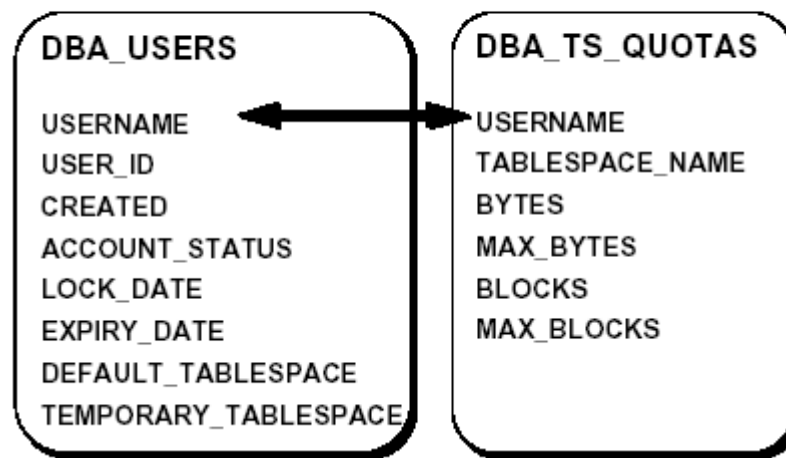 DBA_USERS
USERNAME
USER_ID
CREATED
ACCOUNT_STATUS
LOCK_DATE
EXPIRY_DATE
DEFAULT_TABLESPACE
TEMPORARY_TABLESPACE
DBA_TS_QUOTAS
USERNAME
TABLESPACE_NAME
BYTES
MAX_BYTES
BLOCKS
MAX_BLOCKS